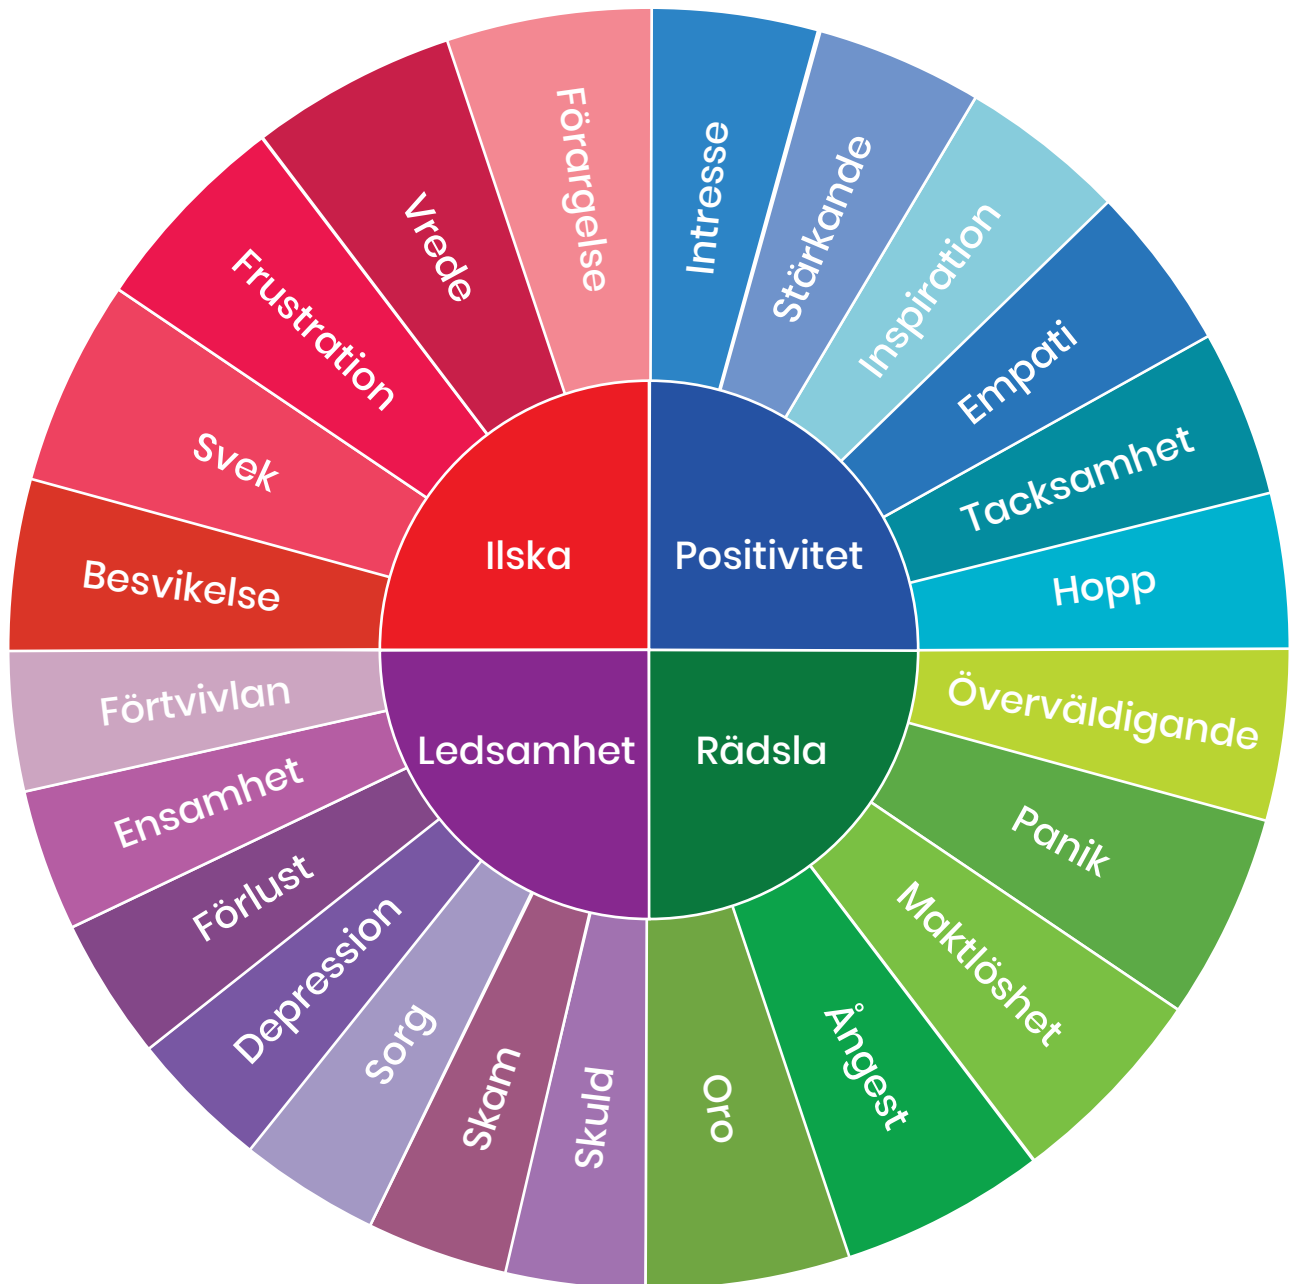 Förargelse
Intresse
Stärkande
Inspiration
Empati
Tacksamhet
Hopp
Överväldigande
Panik
Maktlöshet
Ångest
Oro
Skuld
Skam
Sorg
Depression
Förlust
Ensamhet
Förtvivlan
Besvikelse
Svek
Frustration
Vrede
Ilska
Positivitet
Ledsamhet
Rädsla